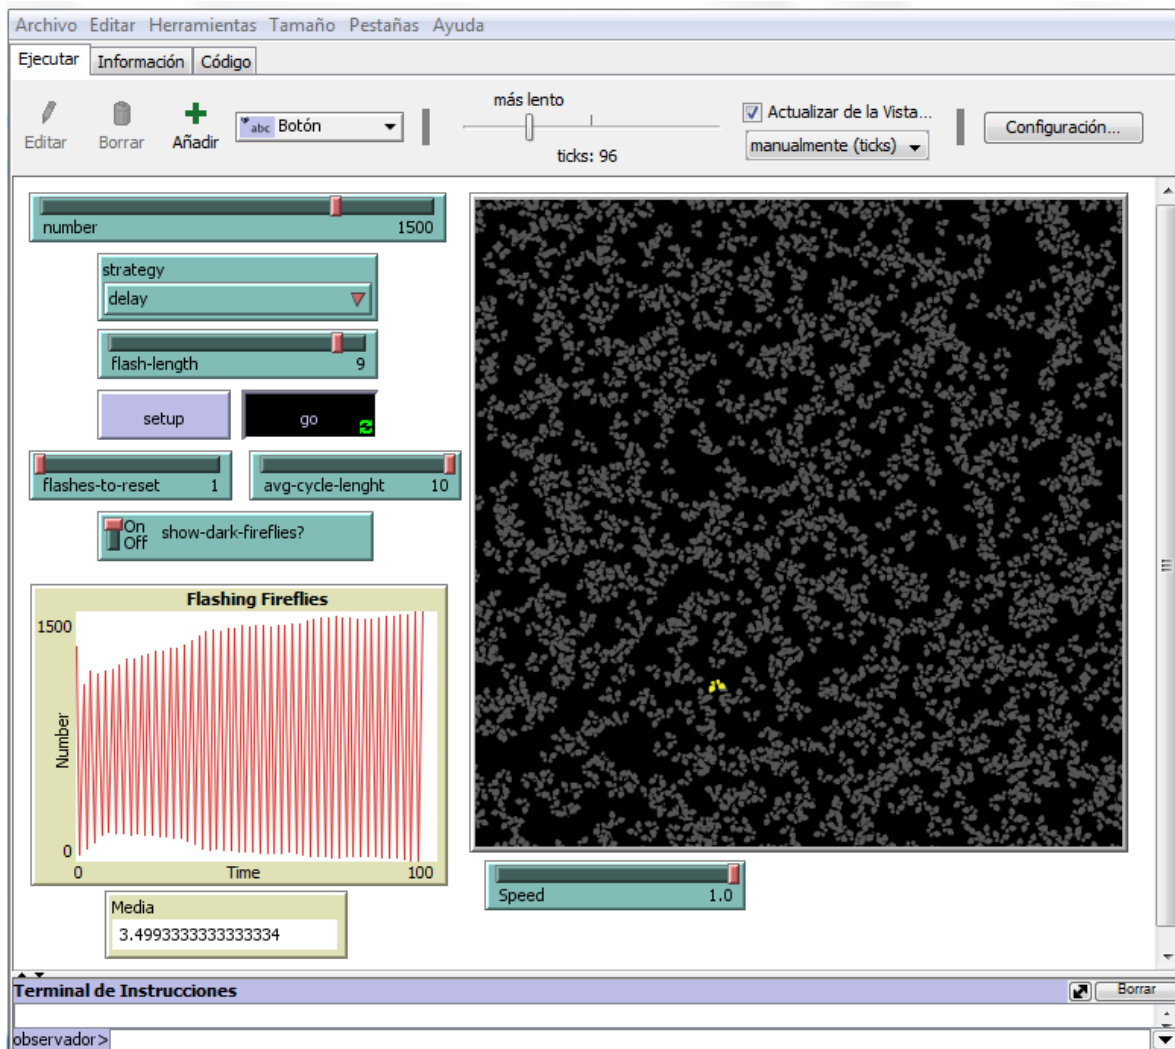 Archivo Editar Herramientas Tamaño Pestañas Ayuda
Ejecutar Información Código
Editar Borrar Añadir abc Botón
más lento
ticks: 96
Actualizar de la Vista...
manualmente (ticks)
Configuración...
number 1500
strategy
delay
flash-length 9
setup go
flashes-to-reset 1 avg-cycle-lenght 10
On
Off
show-dark-fireflies?
Flashing Fireflies
1500
Number
0
0 Time 100
Media
3.4993333333333334
Speed 1.0
Terminal de Instrucciones Borrar
observador>